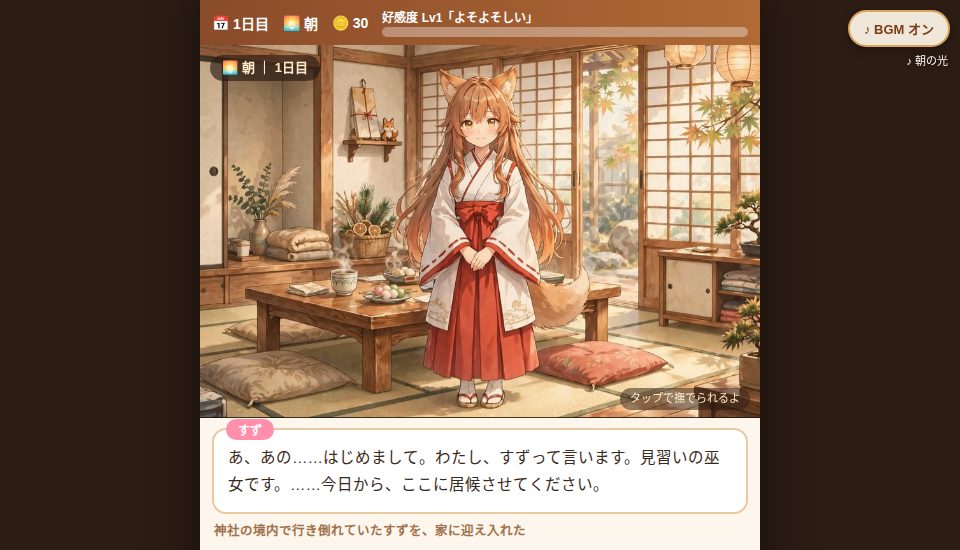 📅 1日目 🌅 朝 🪙 30
好感度 Lv1「よそよそしい」
♪ BGM オン
♪ 朝の光
🌅 朝 | 1日目
タップで撫でられるよ
すず
あ、あの……はじめまして。わたし、すずって言います。見習いの巫
女です。……今日から、ここに居候させてください。
神社の境内で行き倒れていたすずを、家に迎え入れた